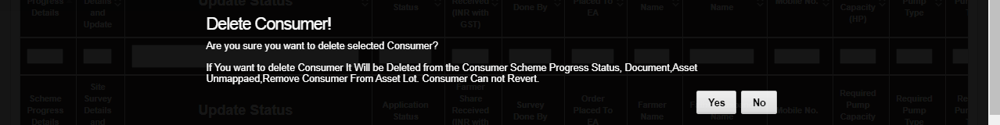 Progress Details
Details and Update
Update Status
Status
Received (INR with GST)
Done By
Placed To EA
Name
Name
Mobile No.
Capacity (HP)
Pump Type
Delete Consumer!
Are you sure you want to delete selected Consumer?
If You want to delete Consumer It Will be Deleted from the Consumer Scheme Progress Status, Document,Asset
Unmappaed,Remove Consumer From Asset Lot. Consumer Can not Revert.
Yes No
Scheme Progress Details
Site Survey Details and
Update Status
Application Status
Farmer Share Received (INR with
Survey Done By
Order Placed To EA
Farmer Name
Name
Mobile No.
Required Pump Capacity
Required Pump Type